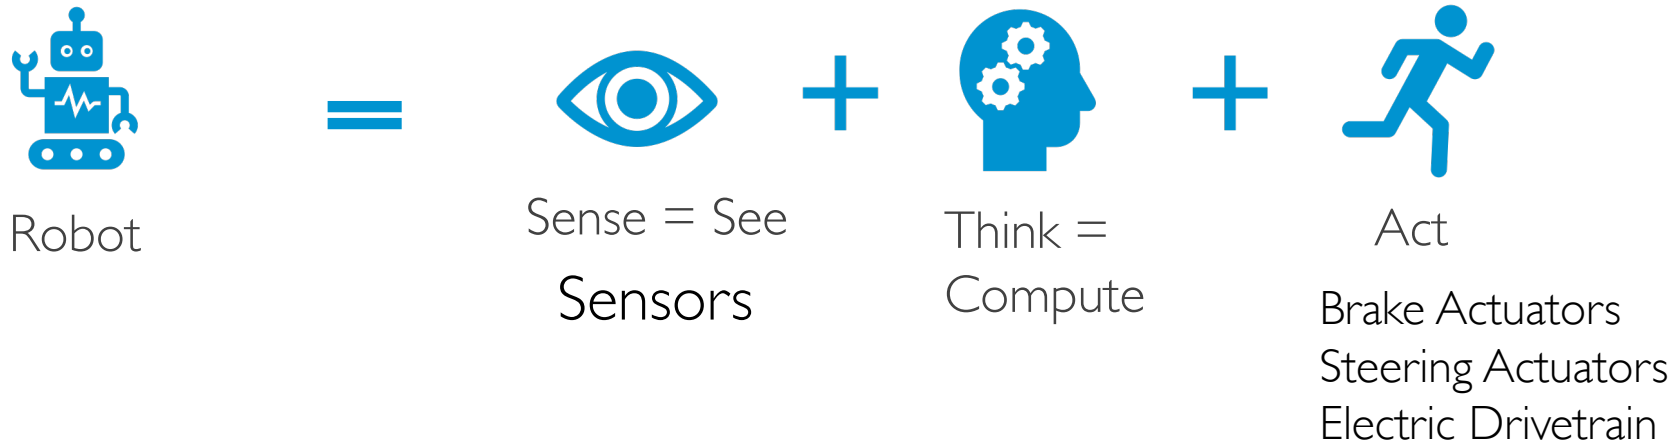 Robot
Sense = See
Sensors
Think =
Compute
Act
Brake Actuators
Steering Actuators
Electric Drivetrain